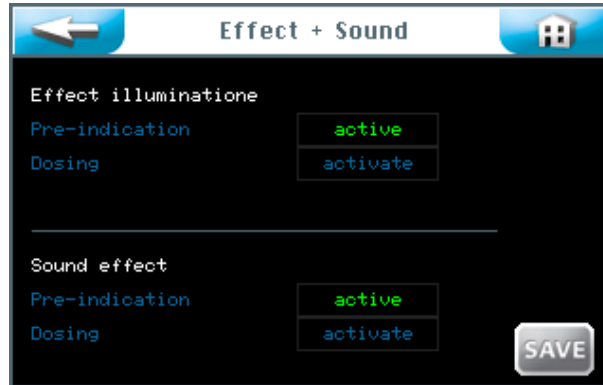 Effect + Sound
Effect illuminatione
Pre-indication active
Dosing activate
Sound effect
Pre-indication active
Dosing activate
SAVE